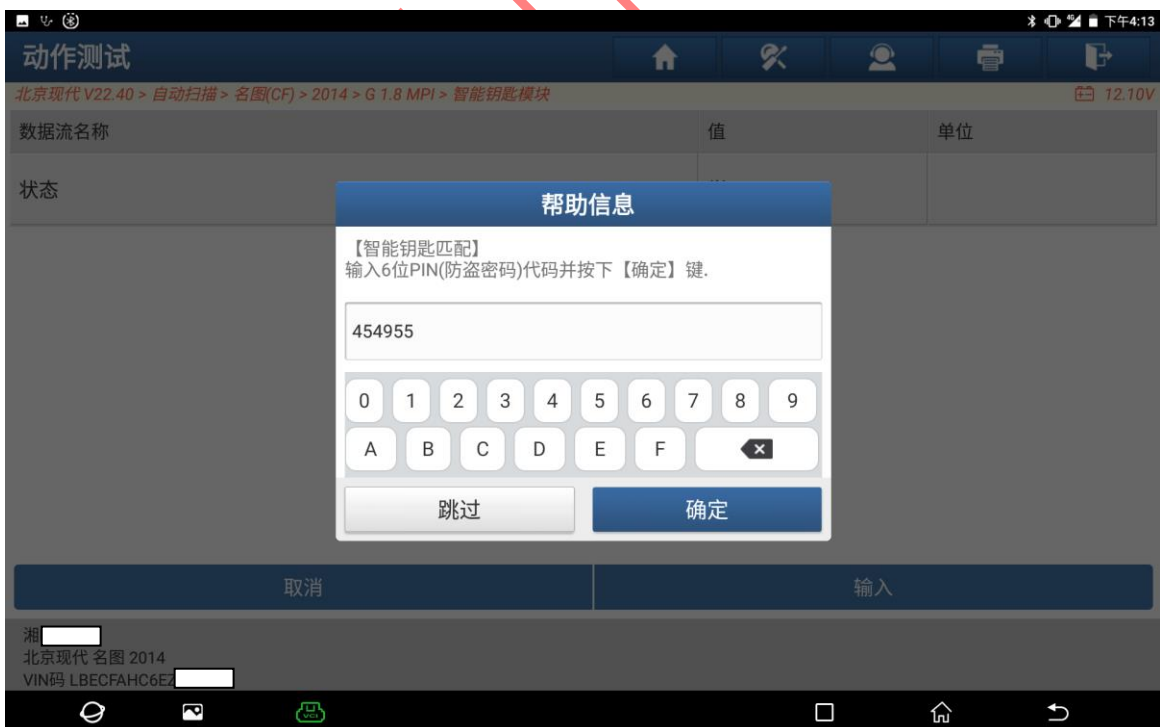 下午4:13
动作测试
北京现代 V22.40 > 自动扫描 > 名图(CF) > 2014 > G 1.8 MPI > 智能钥匙模块
12.10V
数据流名称 值 单位
状态
帮助信息
【智能钥匙匹配】
输入6位PIN(防盗密码)代码并按下【确定】键.
454955
0 1 2 3 4 5 6 7 8 9
A B C D E F
跳过 确定
取消 输入
湘
北京现代 名图 2014
VIN码 LBECFAHC6EZ
VCI